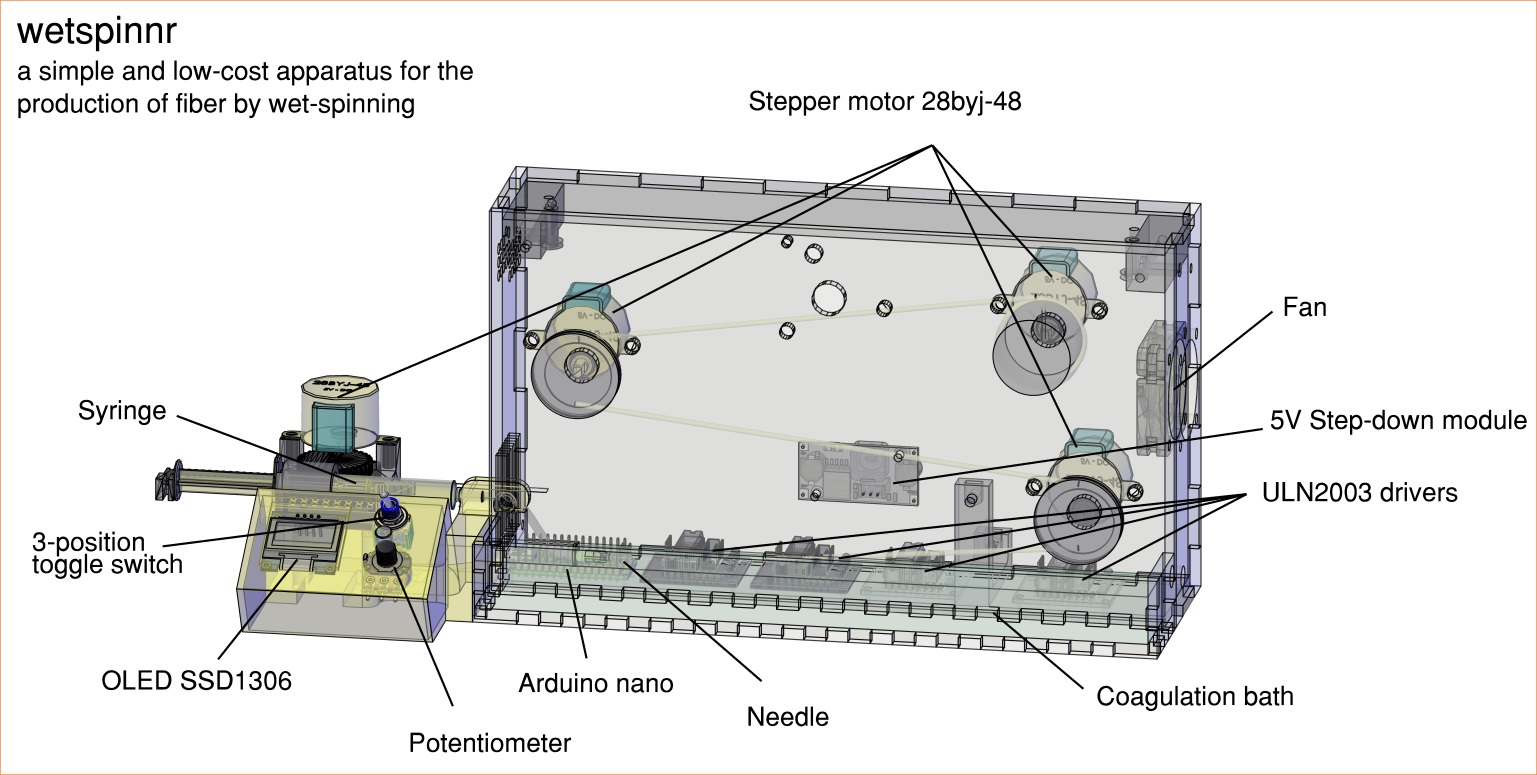 wetspinnr
a simple and low-cost apparatus for the
production of fiber by wet-spinning
Stepper motor 28byj-48
Fan
Syringe
5V Step-down module
ULN2003 drivers
3-position
toggle switch
OLED SSD1306
Arduino nano
Needle
Coagulation bath
Potentiometer